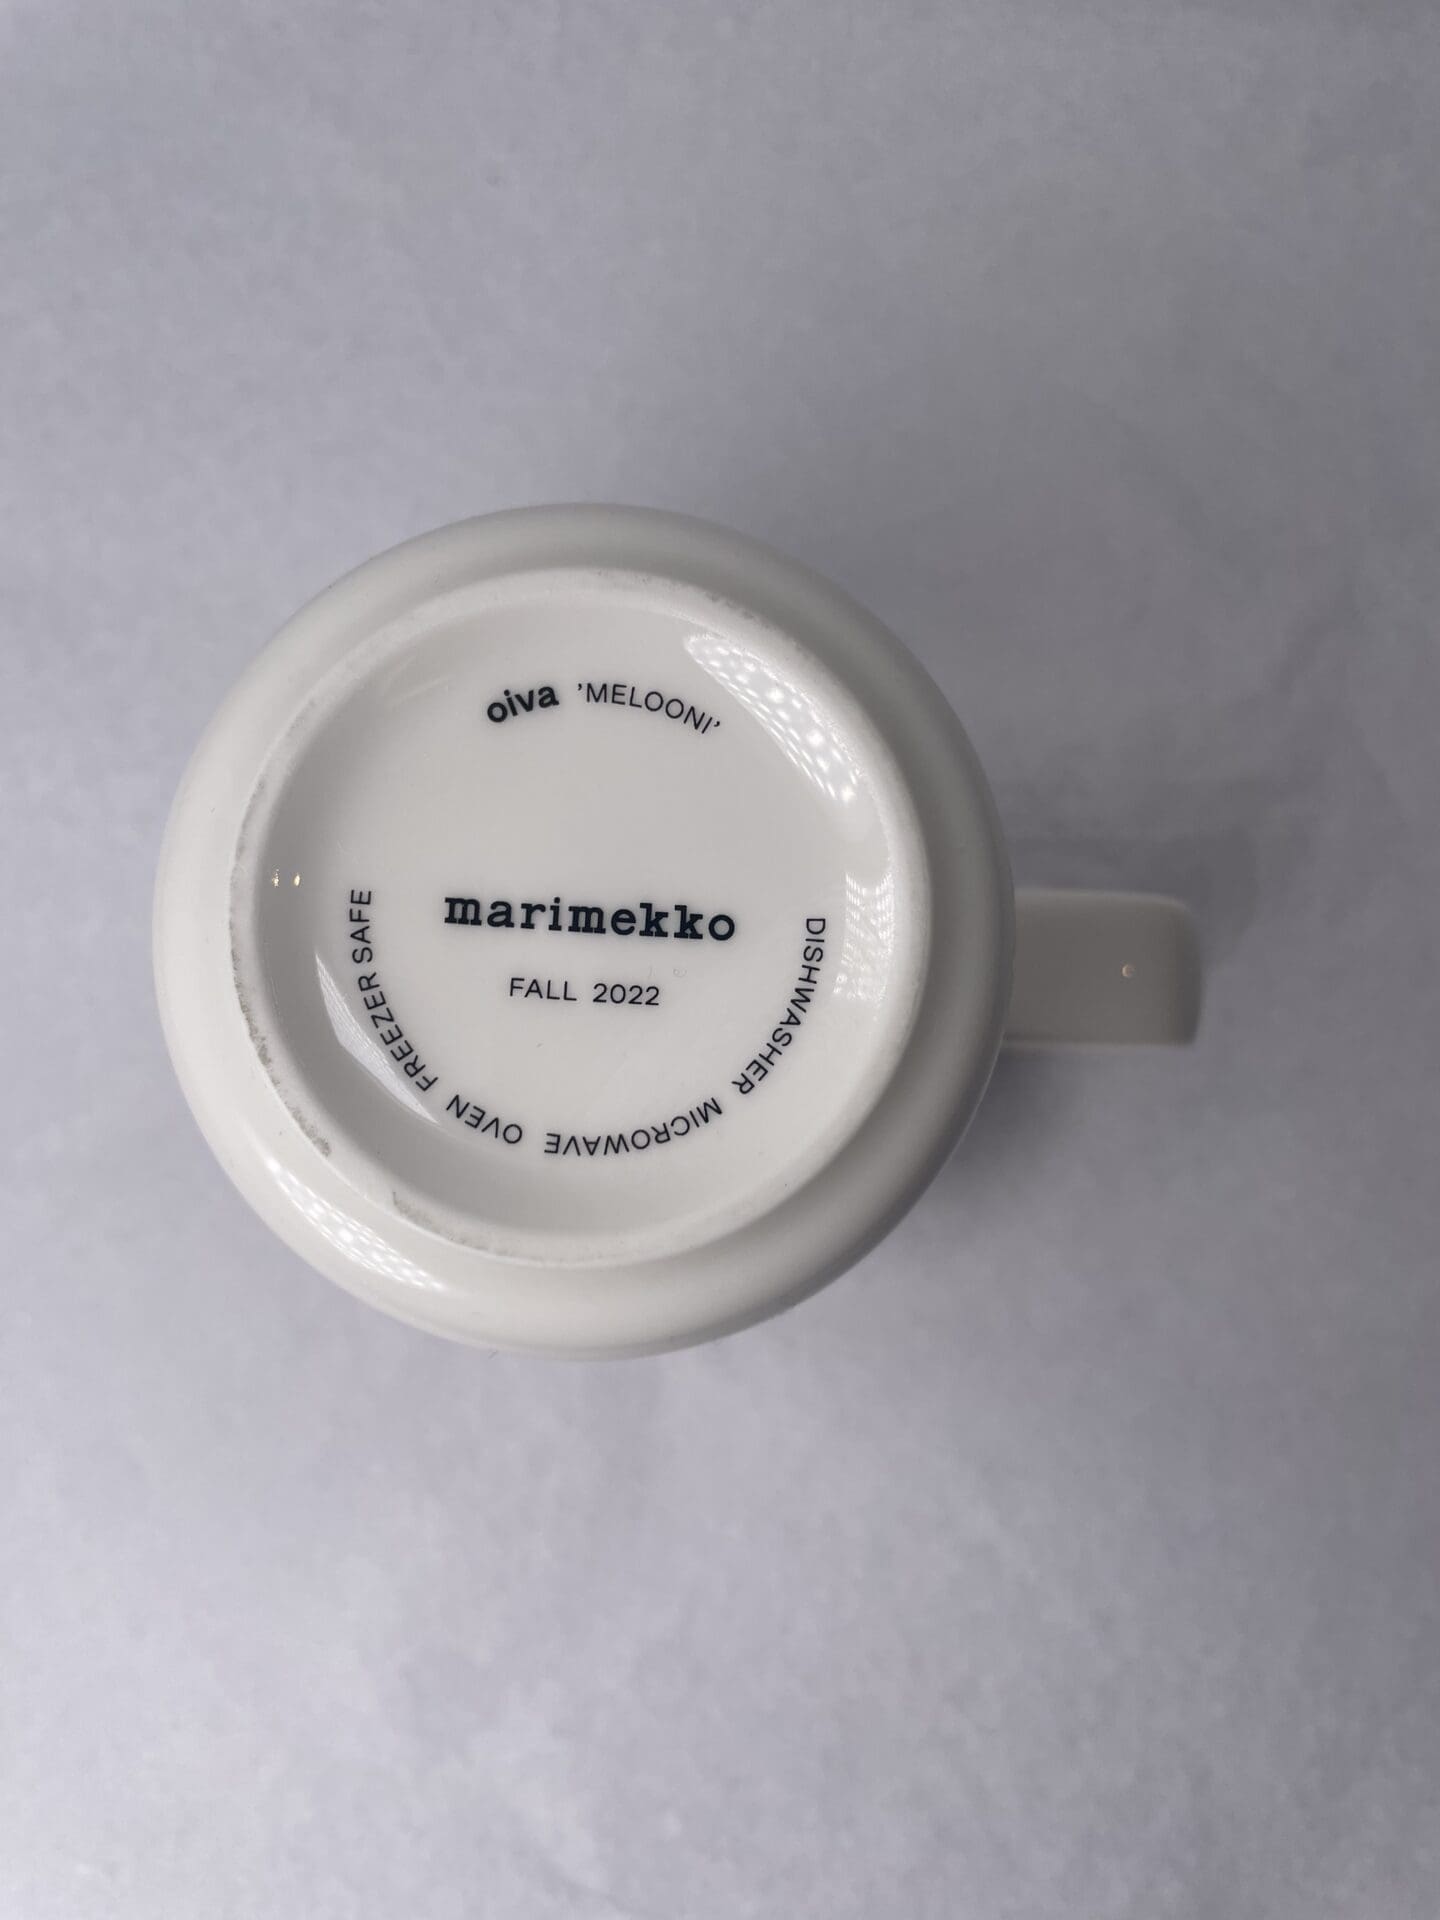 oiva 'MELOONI'
marimekko
FALL 2022
DISHWASHER MICROWAVE OVEN FREEZER SAFE